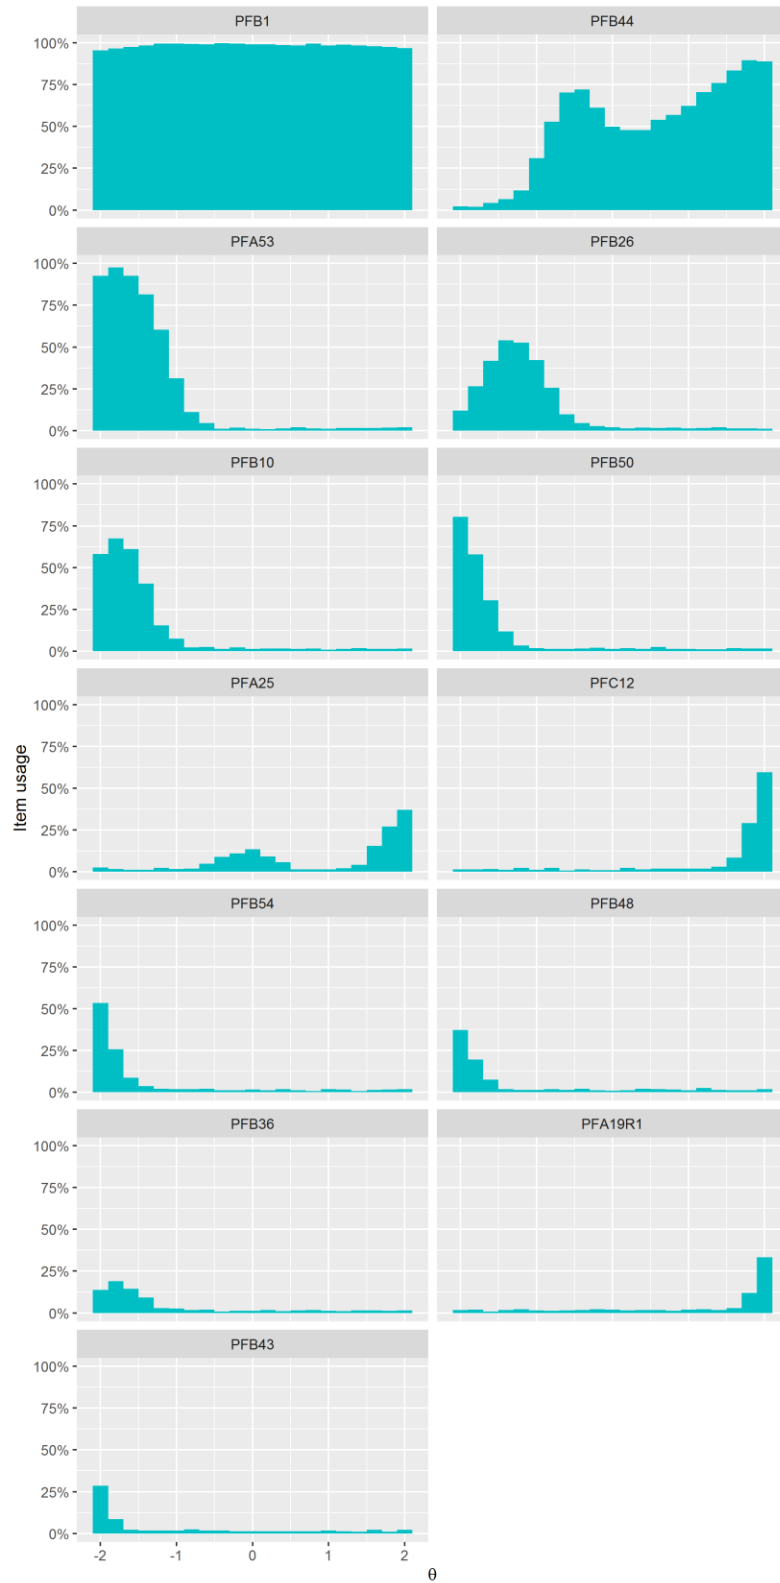 PFB1
PFB44
100%
75%
50%
25%
0%
PFA53
PFB26
100%
75%
50%
25%
0%
PFB10
PFB50
100%
75%
50%
25%
0%
PFA25
PFC12
100%
75%
50%
25%
0%
Item usage
PFB54
PFB48
100%
75%
50%
25%
0%
PFB36
PFA19R1
100%
75%
50%
25%
0%
PFB43
100%
75%
50%
25%
0%
-2 -1 0 1 2
θ